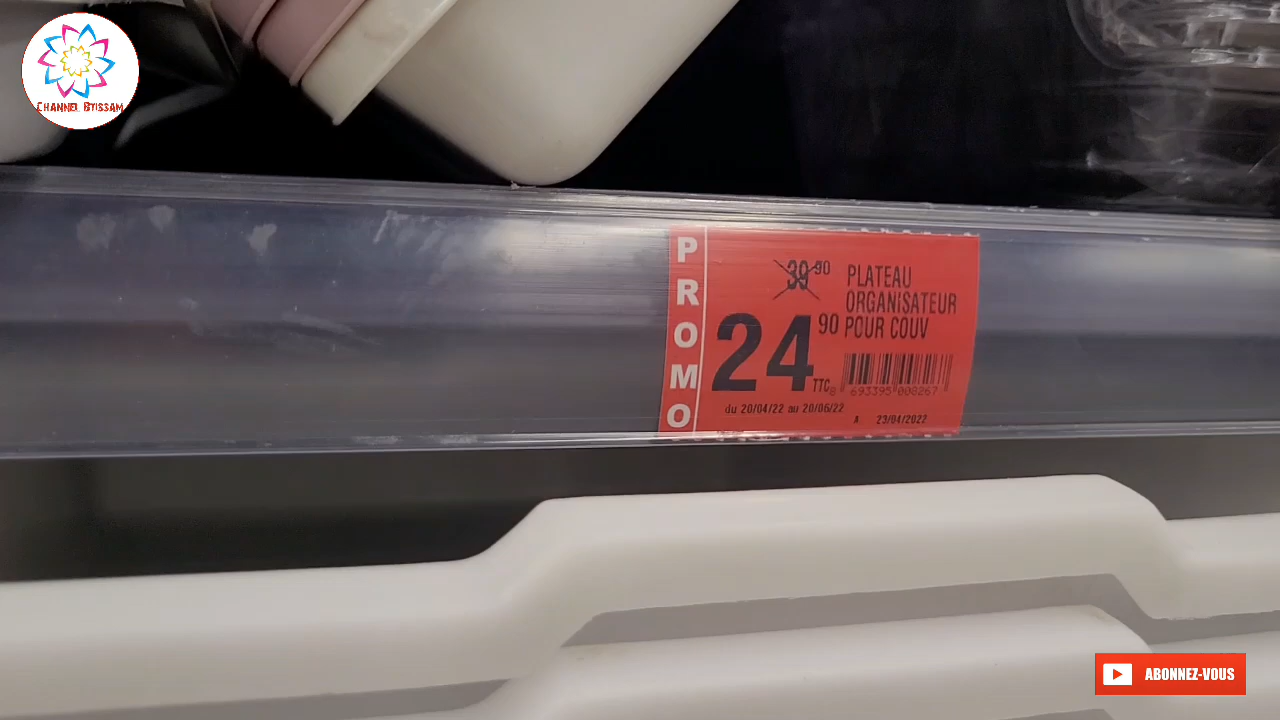 CHANNEL BTISSAM
PROMO
39 90
PLATEAU
ORGANISATEUR
POUR COUV
24 90
TTC
8 693395 008267
du 20/04/22 au 20/06/22
A 23/04/2022
ABONNEZ-VOUS